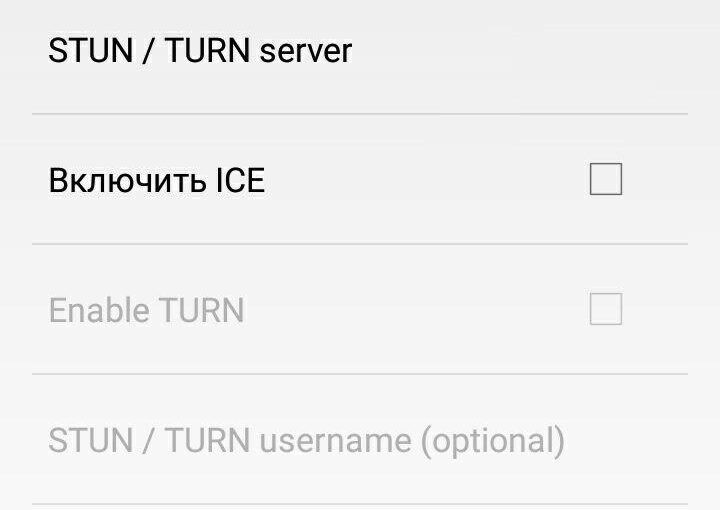 STUN / TURN server
Включить ICE
Enable TURN
STUN / TURN username (optional)